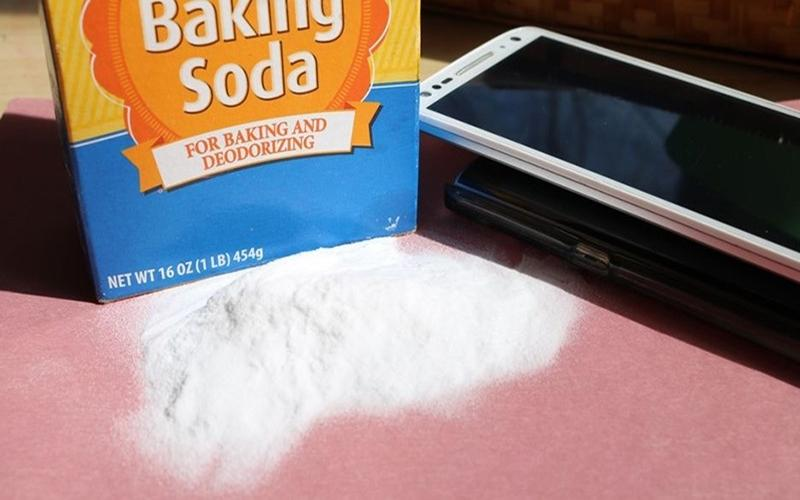 Baking
Soda
FOR BAKING AND
DEODORIZING
NET WT 16 OZ (1 LB) 454g